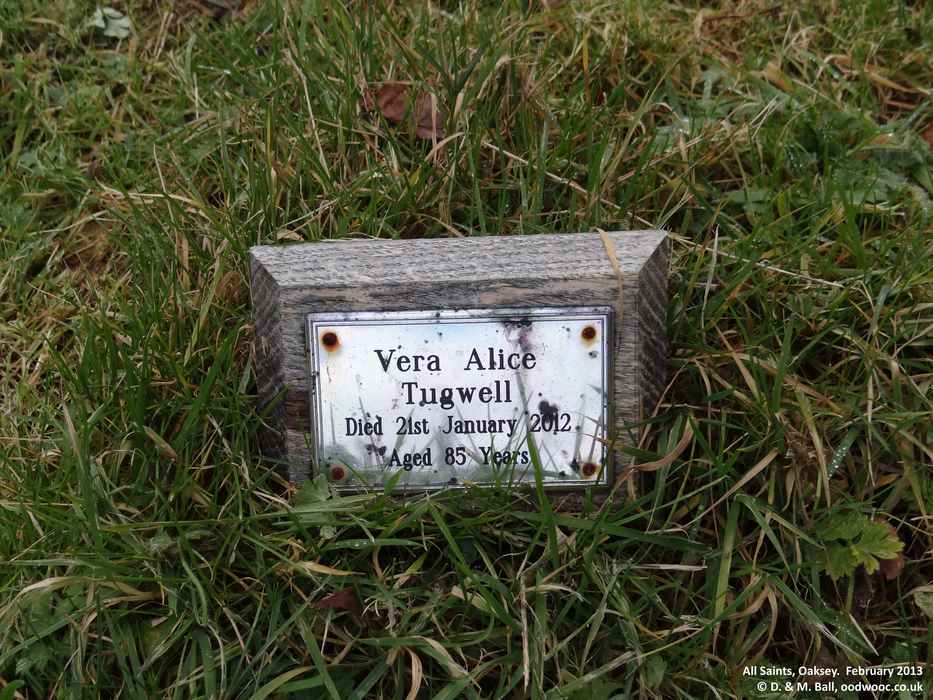 Vera Alice
Tugwell
Died 21st January 2012
Aged 85 Years
All Saints, Oaksey. February 2013
© D. & M. Ball, oodwooc.co.uk